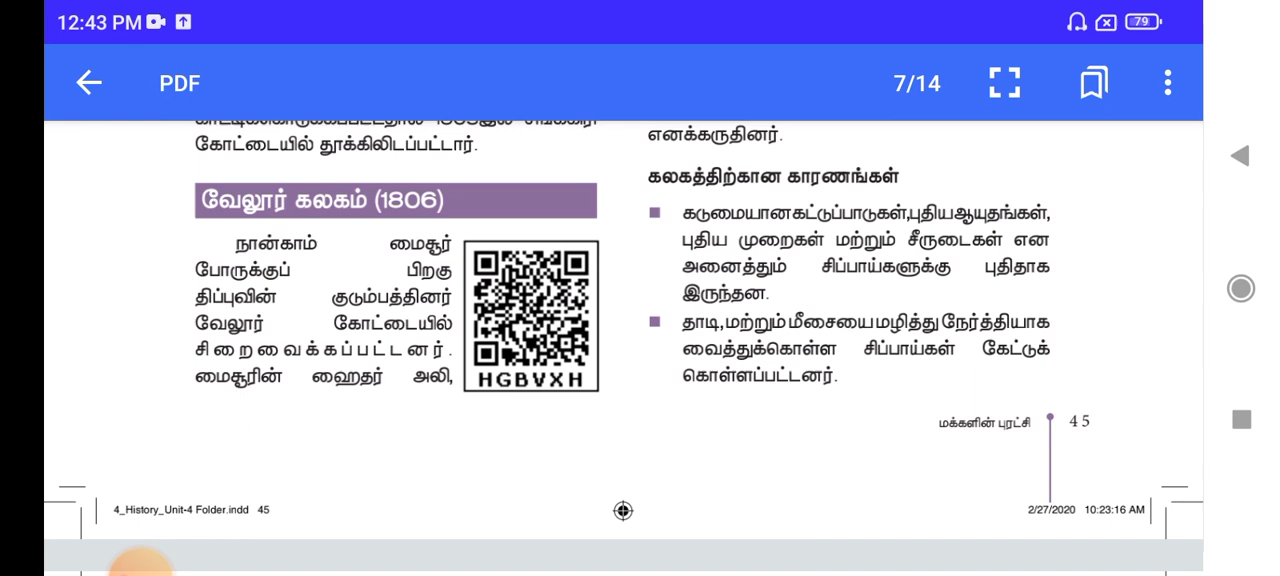 12:43 PM
79
PDF
7/14
கோட்டையில் தூக்கிலிடப்பட்டார்.
வேலூர் கலகம் (1806)
நான்காம் மைசூர்
போருக்குப் பிறகு
திப்புவின் குடும்பத்தினர்
வேலூர் கோட்டையில்
சிறைவைக்கப்பட்டனர்.
மைசூரின் ஹைதர் அலி,
HGBVXH
எனக்கருதினர்.
கலகத்திற்கான காரணங்கள்
கடுமையானகட்டுப்பாடுகள்,புதியஆயுதங்கள்,
புதிய முறைகள் மற்றும் சீருடைகள் என
அனைத்தும் சிப்பாய்களுக்கு புதிதாக
இருந்தன.
தாடி,மற்றும்மீசையைமழித்துநேர்த்தியாக
வைத்துக்கொள்ள சிப்பாய்கள் கேட்டுக்
கொள்ளப்பட்டனர்.
மக்களின் புரட்சி 45
4_History_Unit-4 Folder.indd 45
2/27/2020 10:23:16 AM